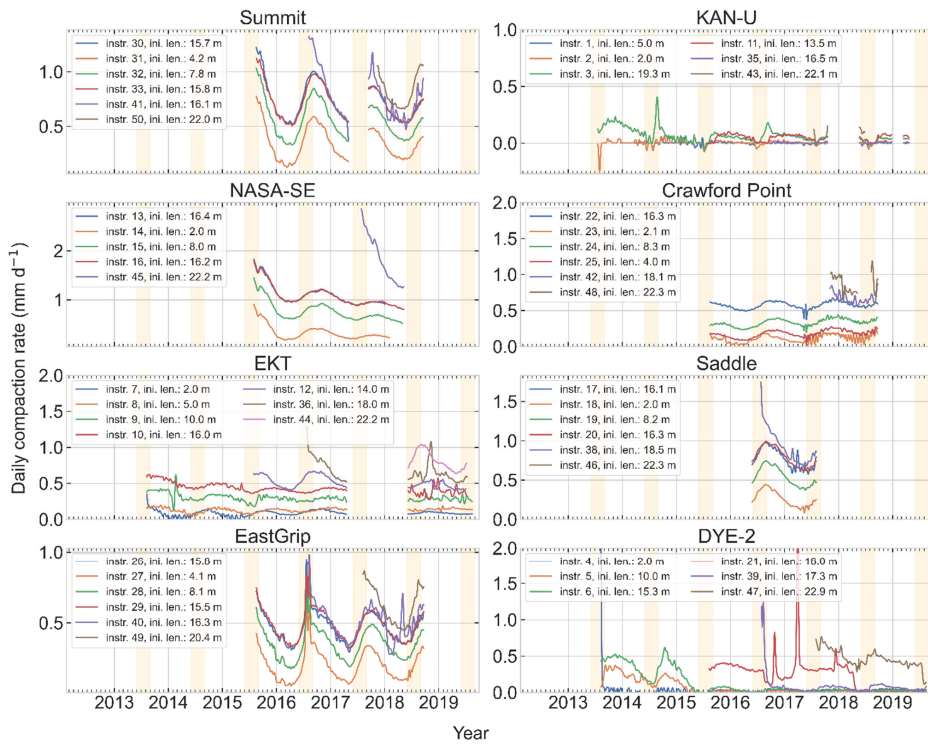 Summit
KAN-U
instr. 30, ini. len.: 15.7 m
instr. 31, ini. len.: 4.2 m
instr. 32, ini. len.: 7.8 m
instr. 33, ini. len.: 15.8 m
instr. 41, ini. len.: 16.1 m
instr. 50, ini. len.: 22.0 m
1.0
0.5
instr. 1, ini. len.: 5.0 m
instr. 2, ini. len.: 2.0 m
instr. 3, ini. len.: 19.3 m
instr. 11, ini. len.: 13.5 m
instr. 35, ini. len.: 16.5 m
instr. 43, ini. len.: 22.1 m
1.0
0.5
0.0
NASA-SE
Crawford Point
instr. 13, ini. len.: 16.4 m
instr. 14, ini. len.: 2.0 m
instr. 15, ini. len.: 8.0 m
instr. 16, ini. len.: 16.2 m
instr. 45, ini. len.: 22.2 m
2
1
instr. 22, ini. len.: 16.3 m
instr. 23, ini. len.: 2.1 m
instr. 24, ini. len.: 8.3 m
instr. 25, ini. len.: 4.0 m
instr. 42, ini. len.: 18.1 m
instr. 48, ini. len.: 22.3 m
2.0
1.5
1.0
0.5
0.0
Daily compaction rate (mm d⁻¹)
EKT
Saddle
instr. 7, ini. len.: 2.0 m
instr. 8, ini. len.: 5.0 m
instr. 9, ini. len.: 10.0 m
instr. 10, ini. len.: 16.0 m
instr. 12, ini. len.: 14.0 m
instr. 36, ini. len.: 18.0 m
instr. 44, ini. len.: 22.2 m
2.0
1.5
1.0
0.5
0.0
instr. 17, ini. len.: 16.1 m
instr. 18, ini. len.: 2.0 m
instr. 19, ini. len.: 8.2 m
instr. 20, ini. len.: 16.3 m
instr. 38, ini. len.: 18.5 m
instr. 46, ini. len.: 22.3 m
2.0
1.5
1.0
0.5
0.0
EastGrip
DYE-2
instr. 26, ini. len.: 15.8 m
instr. 27, ini. len.: 4.1 m
instr. 28, ini. len.: 8.1 m
instr. 29, ini. len.: 15.5 m
instr. 40, ini. len.: 16.3 m
instr. 49, ini. len.: 20.4 m
1.0
0.5
instr. 4, ini. len.: 2.0 m
instr. 5, ini. len.: 10.0 m
instr. 6, ini. len.: 15.3 m
instr. 21, ini. len.:
instr. 39, ini. len.: 17.3 m
instr. 47, ini. len.: 22.9 m
2.0
1.5
1.0
0.5
0.0
2013 2014 2015 2016 2017 2018 2019
2013 2014 2015 2016 2017 2018 2019
Year